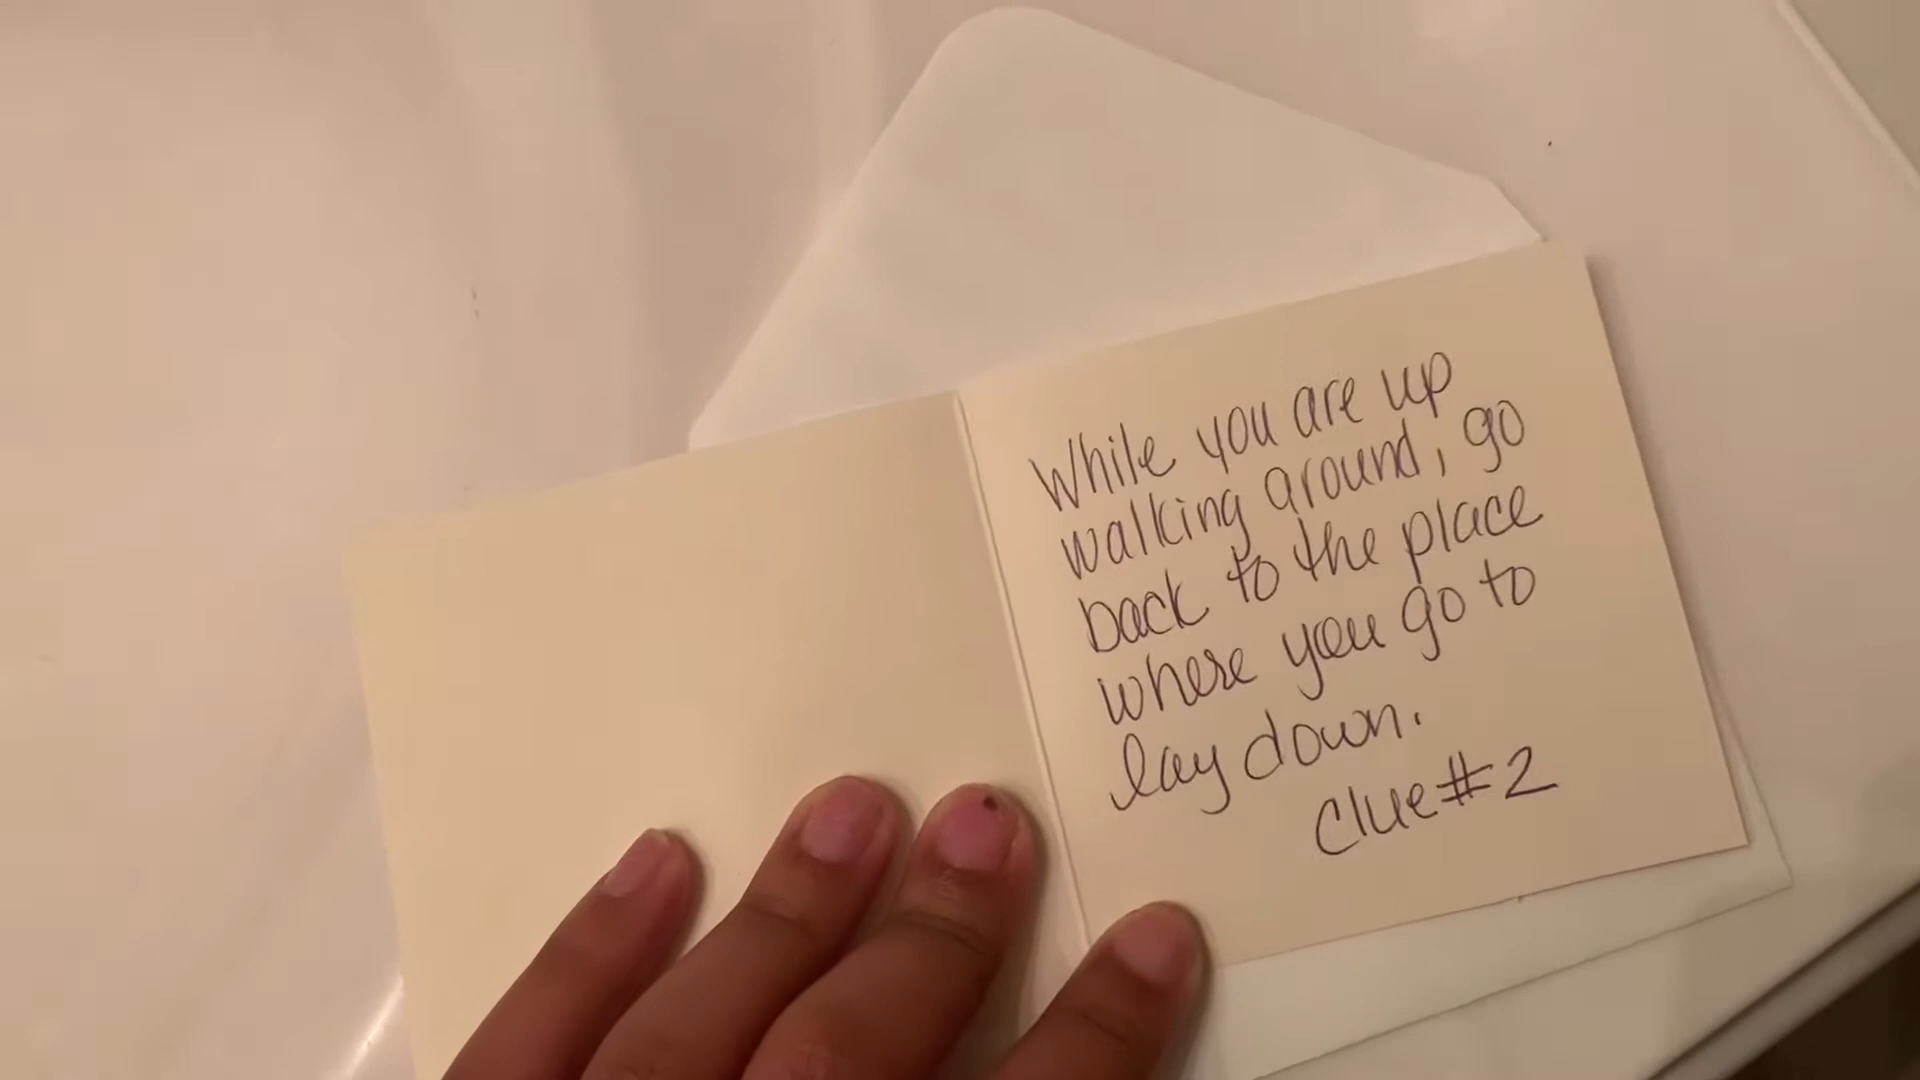 While you are up
walking around, go
back to the place
where you go to
lay down.
Clue#2